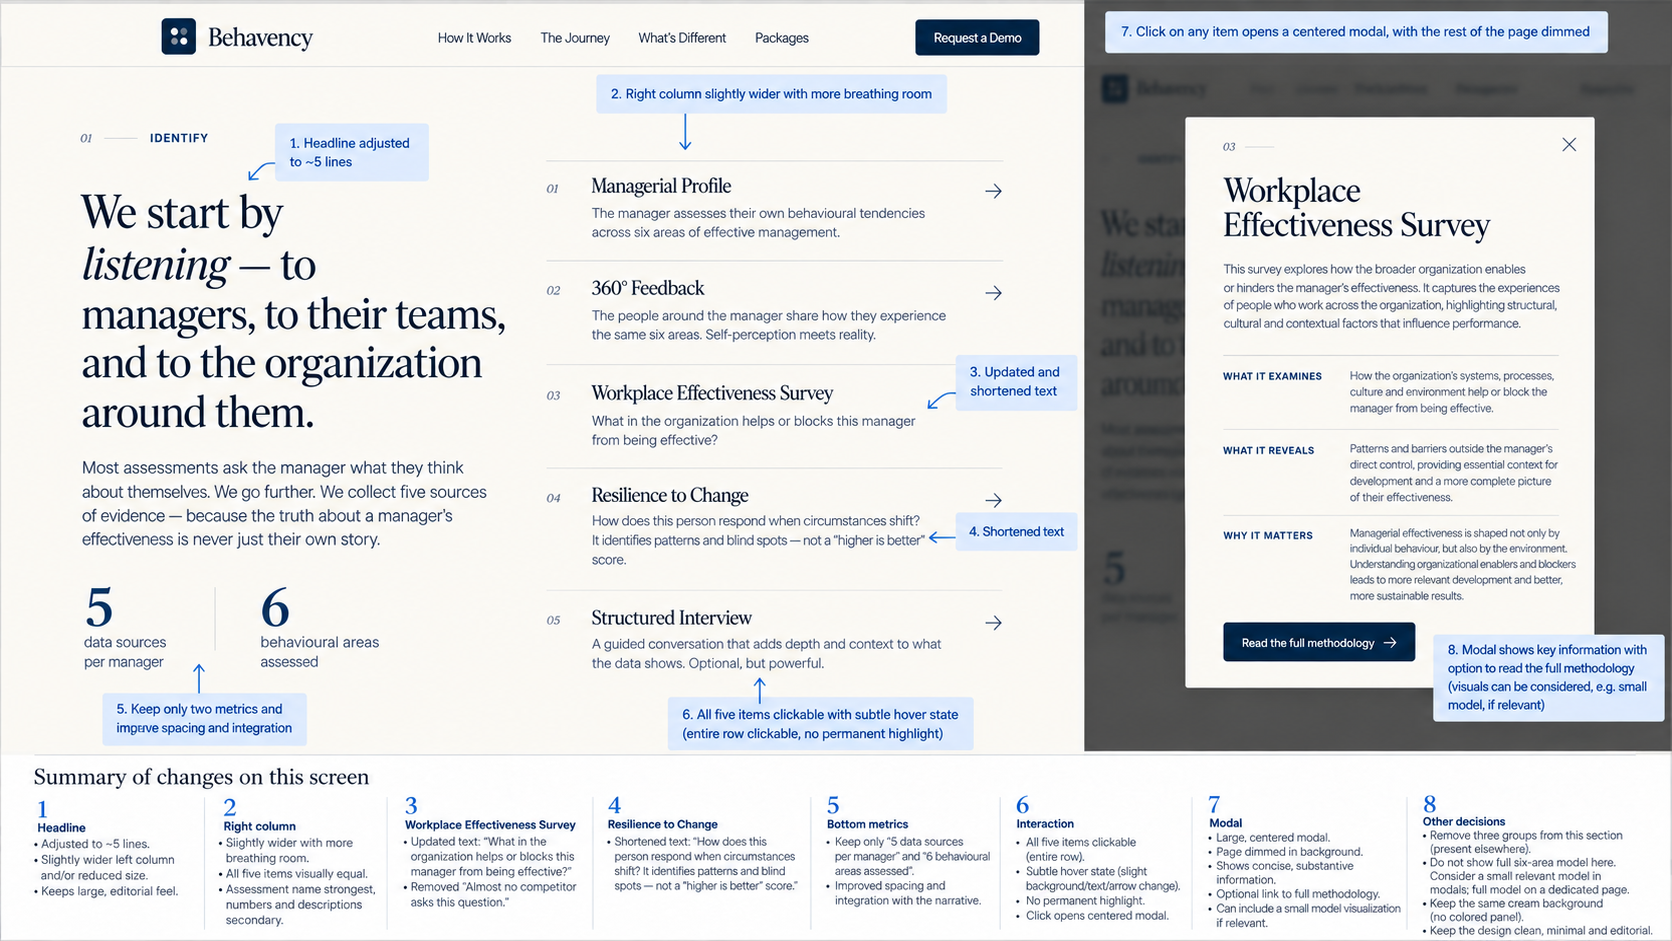 Behavency
How It Works
The Journey
What's Different
Packages
Request a Demo
7. Click on any item opens a centered modal, with the rest of the page dimmed
2. Right column slightly wider with more breathing room
01
IDENTIFY
1. Headline adjusted
to ~5 lines
We start by
listening — to
managers, to their teams,
and to the organization
around them.
Most assessments ask the manager what they think
about themselves. We go further. We collect five sources
of evidence — because the truth about a manager's
effectiveness is never just their own story.
5
data sources
per manager
6
behavioural areas
assessed
5. Keep only two metrics and
improve spacing and integration
01
Managerial Profile
The manager assesses their own behavioural tendencies
across six areas of effective management.
02
360° Feedback
The people around the manager share how they experience
the same six areas. Self-perception meets reality.
03
Workplace Effectiveness Survey
What in the organization helps or blocks this manager
from being effective?
3. Updated and
shortened text
04
Resilience to Change
How does this person respond when circumstances shift?
It identifies patterns and blind spots — not a "higher is better"
score.
4. Shortened text
05
Structured Interview
A guided conversation that adds depth and context to what
the data shows. Optional, but powerful.
6. All five items clickable with subtle hover state
(entire row clickable, no permanent highlight)
Behavency
We star
listening
manage
and to t
around
5
03
Workplace
Effectiveness Survey
This survey explores how the broader organization enables
or hinders the manager's effectiveness. It captures the experiences
of people who work across the organization, highlighting structural,
cultural and contextual factors that influence performance.
WHAT IT EXAMINES
How the organization's systems, processes,
culture and environment help or block the
manager from being effective.
WHAT IT REVEALS
Patterns and barriers outside the manager's
direct control, providing essential context for
development and a more complete picture
of their effectiveness.
WHY IT MATTERS
Managerial effectiveness is shaped not only by
individual behaviour, but also by the environment.
Understanding organizational enablers and blockers
leads to more relevant development and better,
more sustainable results.
Read the full methodology
8. Modal shows key information with
option to read the full methodology
(visuals can be considered, e.g. small
model, if relevant)
Summary of changes on this screen
1
Headline
• Adjusted to ~5 lines.
• Slightly wider left column
and/or reduced size.
• Keeps large, editorial feel.
2
Right column
• Slightly wider with more
breathing room.
• All five items visually equal.
• Assessment name strongest,
numbers and descriptions
secondary.
3
Workplace Effectiveness Survey
• Updated text: "What in the
organization helps or blocks this
manager from being effective?"
• Removed "Almost no competitor
asks this question."
4
Resilience to Change
• Shortened text: "How does this
person respond when circumstances
shift? It identifies patterns and blind
spots — not a "higher is better" score."
5
Bottom metrics
• Keep only "5 data sources
per manager" and "6 behavioural
areas assessed".
• Improved spacing and
integration with the narrative.
6
Interaction
• All five items clickable
(entire row).
• Subtle hover state (slight
background/text/arrow change).
• No permanent highlight.
• Click opens centered modal.
7
Modal
• Large, centered modal.
• Page dimmed in background.
• Shows concise, substantive
information.
• Optional link to full methodology.
• Can include a small model visualization
if relevant.
8
Other decisions
• Remove three groups from this section
(present elsewhere).
• Do not show full six-area model here.
Consider a small relevant model in
modals; full model on a dedicated page.
• Keep the same cream background
(no colored panel).
• Keep the design clean, minimal and editorial.